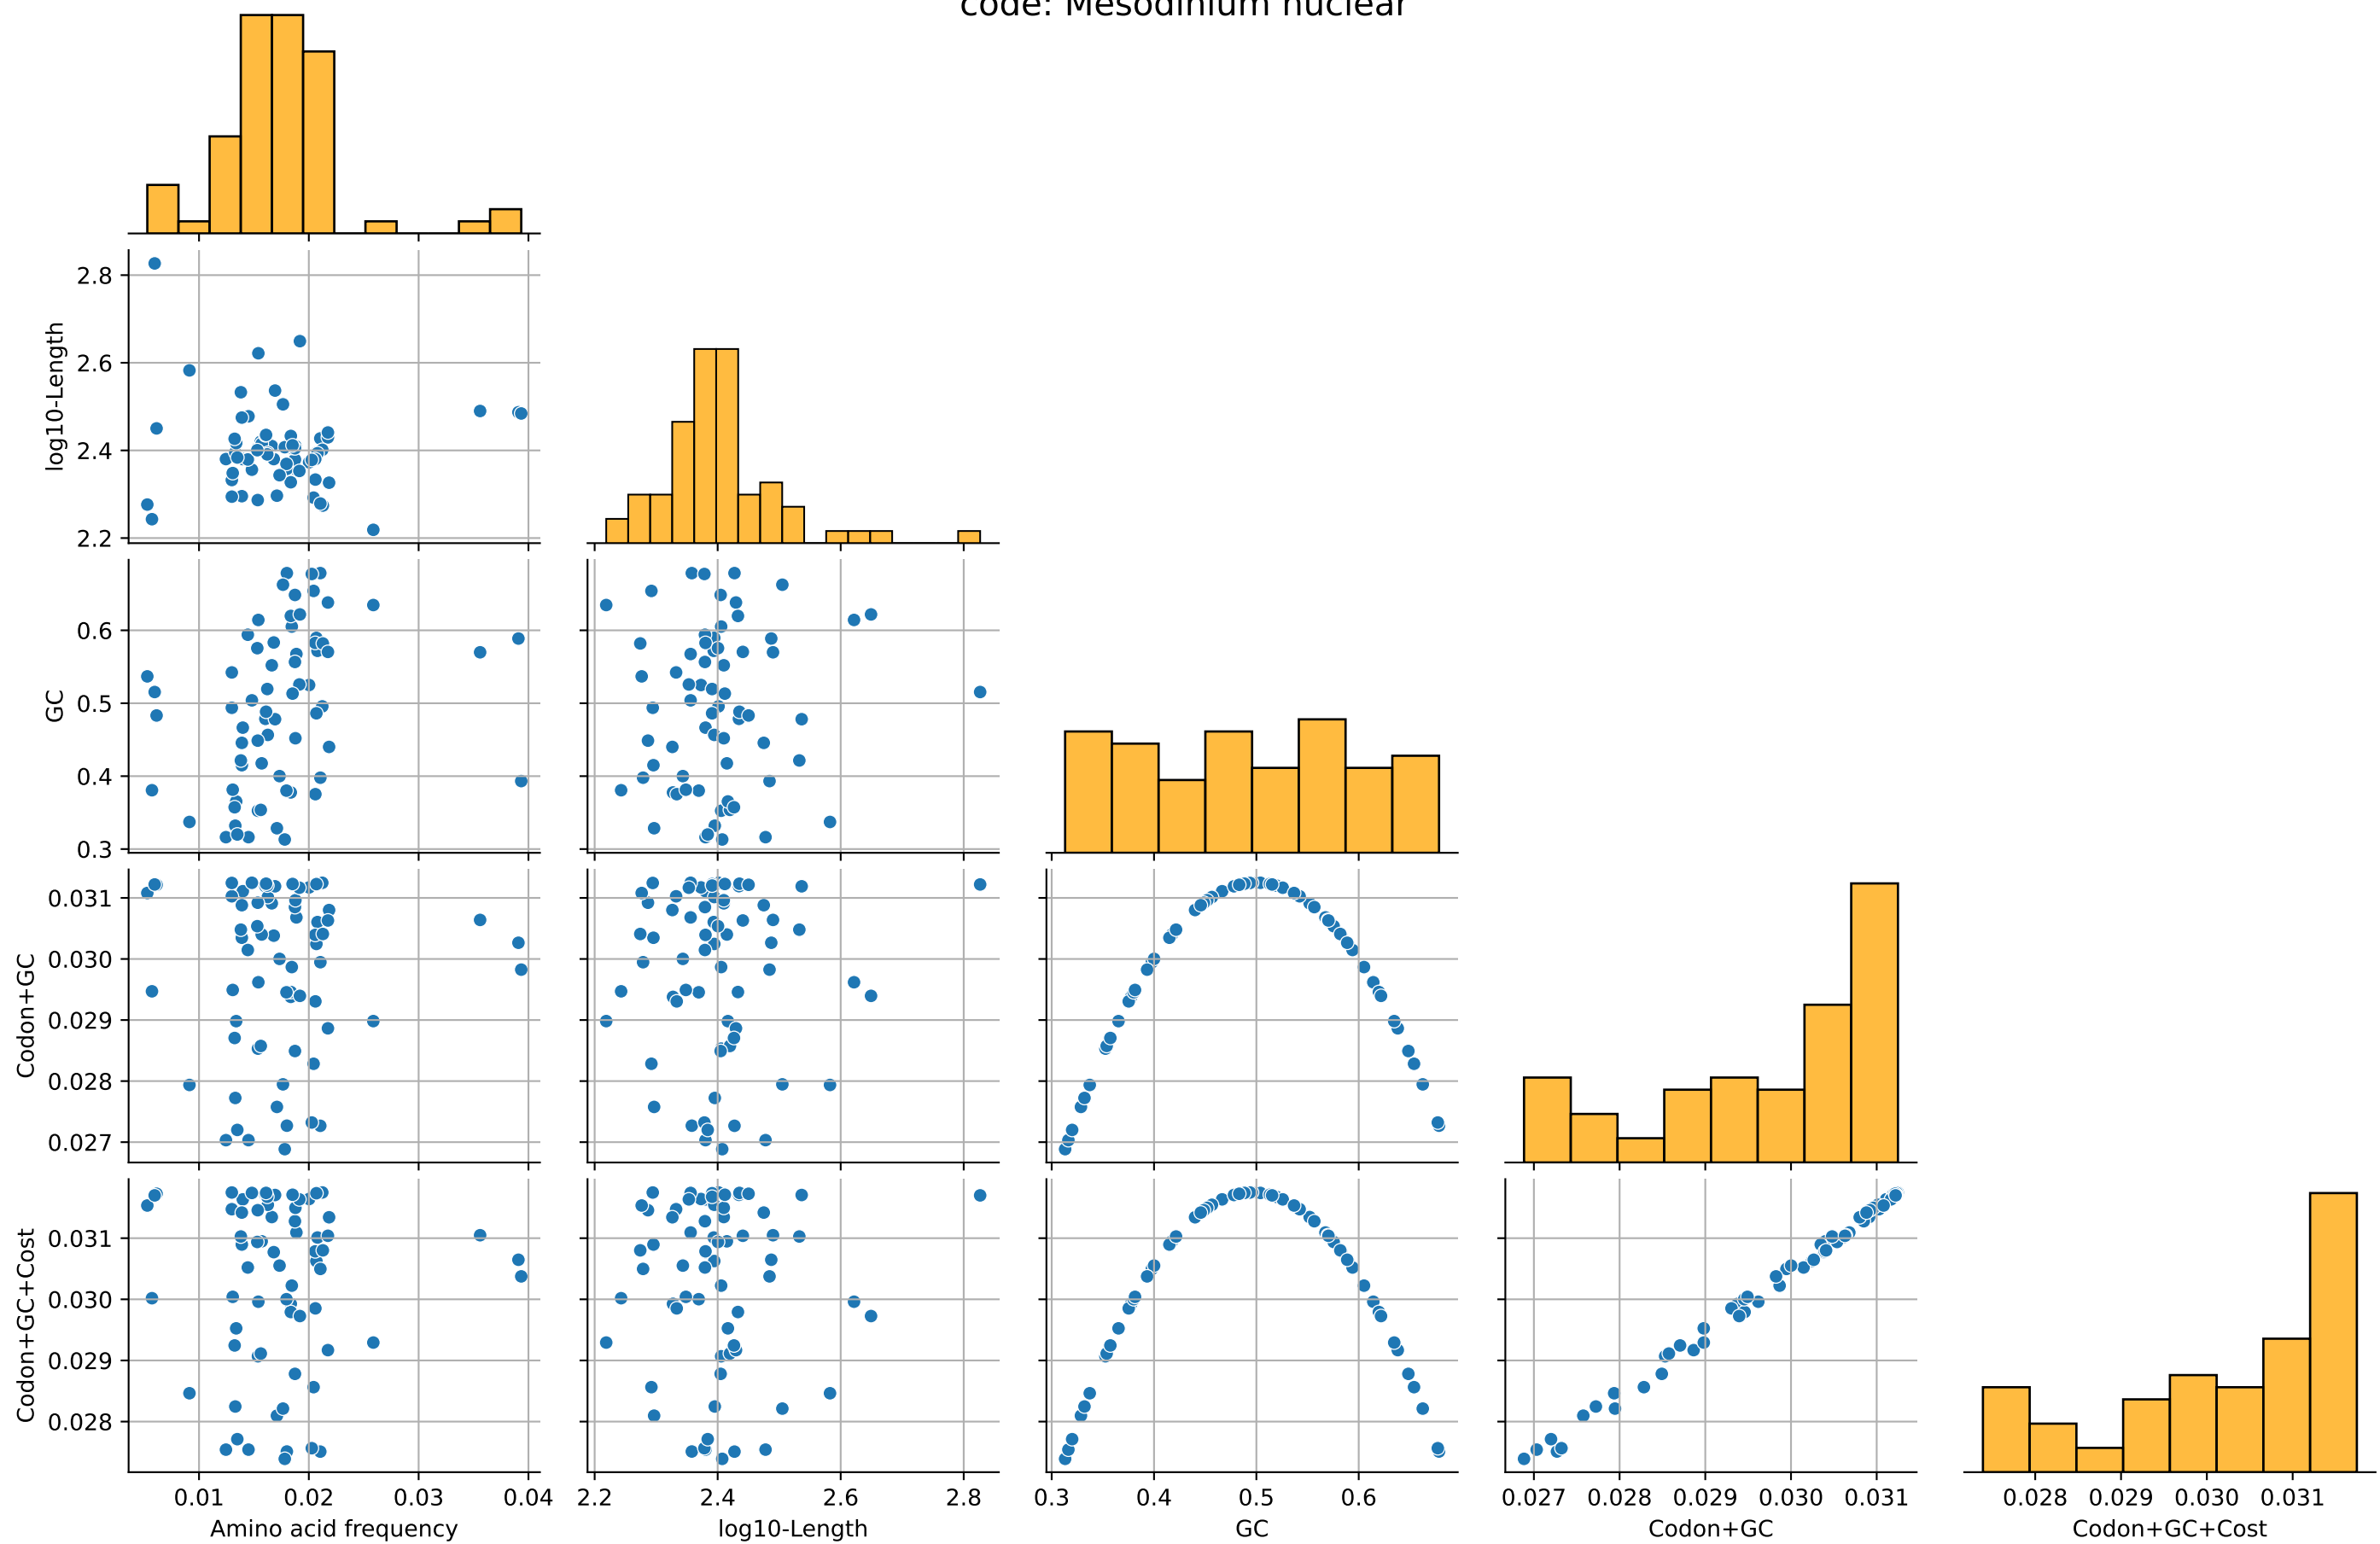 code: Mesodinium nuclear
log10-Length
2.8
2.6
2.4
2.2
GC
0.6
0.5
0.4
0.3
Codon+GC
0.031
0.030
0.029
0.028
0.027
Codon+GC+Cost
0.031
0.030
0.029
0.028
0.01 0.02 0.03 0.04 2.2 2.4 2.6 2.8 0.3 0.4 0.5 0.6 0.027 0.028 0.029 0.030 0.031 0.028 0.029 0.030 0.031
Amino acid frequency log10-Length GC Codon+GC Codon+GC+Cost